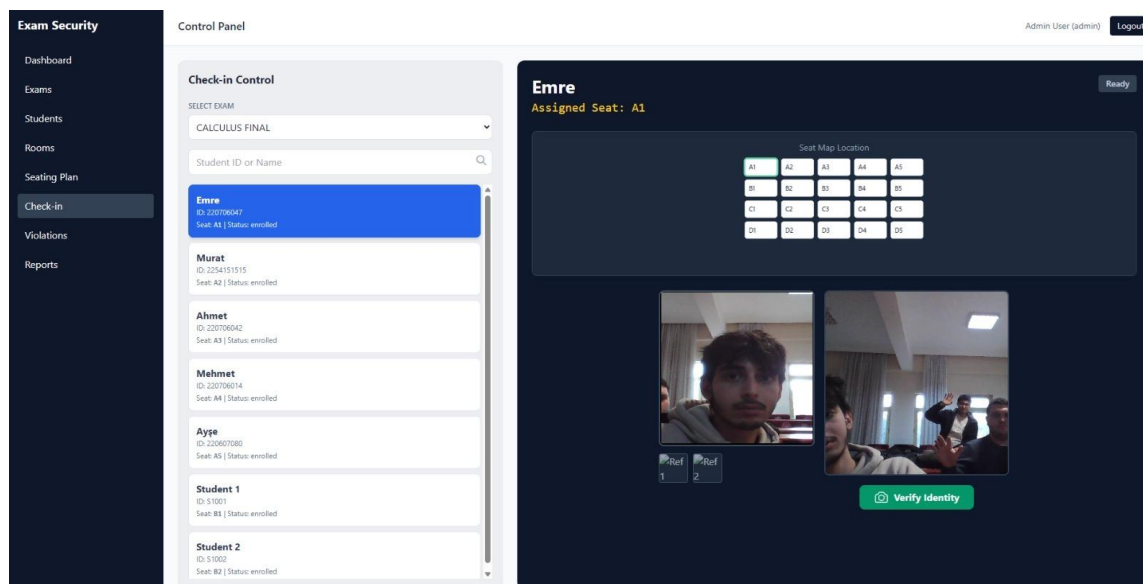 Exam Security
Control Panel
Admin User (admin)
Logout
Dashboard
Exams
Students
Rooms
Seating Plan
Check-in
Violations
Reports
Check-in Control
SELECT EXAM
CALCULUS FINAL
Student ID or Name
Emre
ID: 220706047
Seat: A1 | Status: enrolled
Murat
ID: 2254151515
Seat: A2 | Status: enrolled
Ahmet
ID: 220706042
Seat: A3 | Status: enrolled
Mehmet
ID: 220706014
Seat: A4 | Status: enrolled
Ayşe
ID: 220607080
Seat: A5 | Status: enrolled
Student 1
ID: S1001
Seat: B1 | Status: enrolled
Student 2
ID: S1002
Seat: B2 | Status: enrolled
Emre
Ready
Assigned Seat: A1
Seat Map Location
A1 A2 A3 A4 A5
B1 B2 B3 B4 B5
C1 C2 C3 C4 C5
D1 D2 D3 D4 D5
Ref 1
Ref 2
Verify Identity